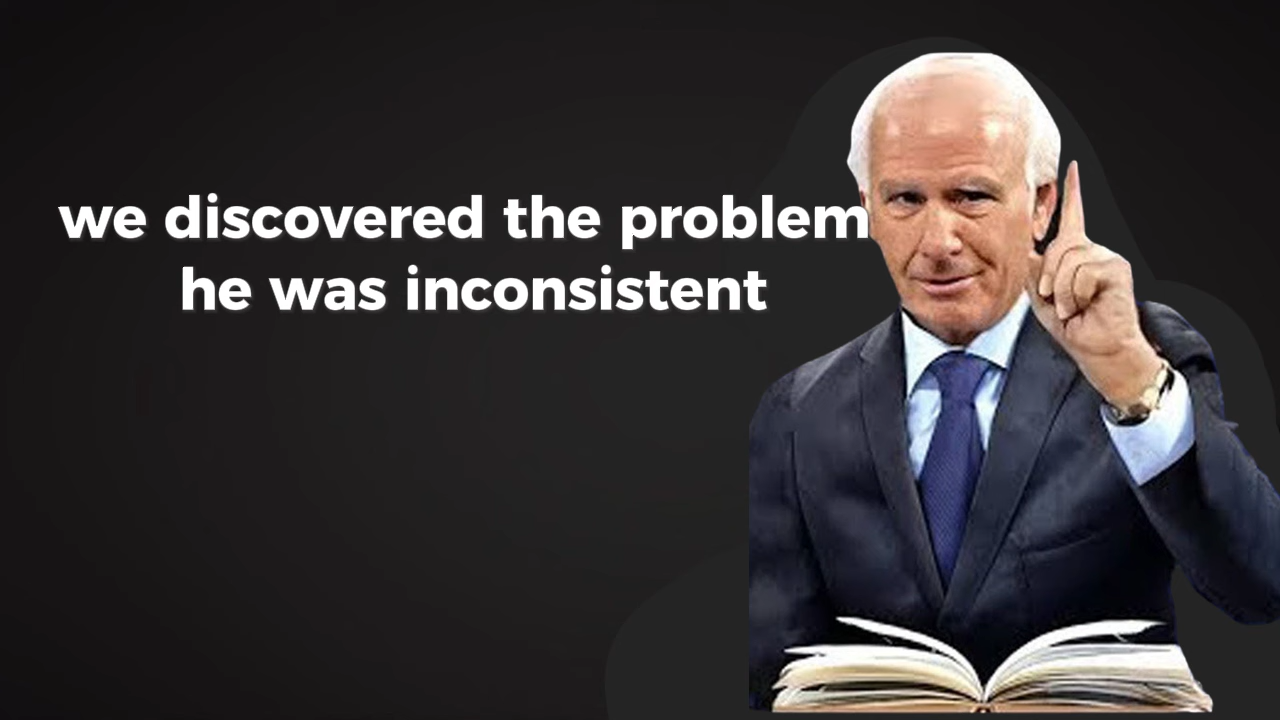 we discovered the problem
he was inconsistent